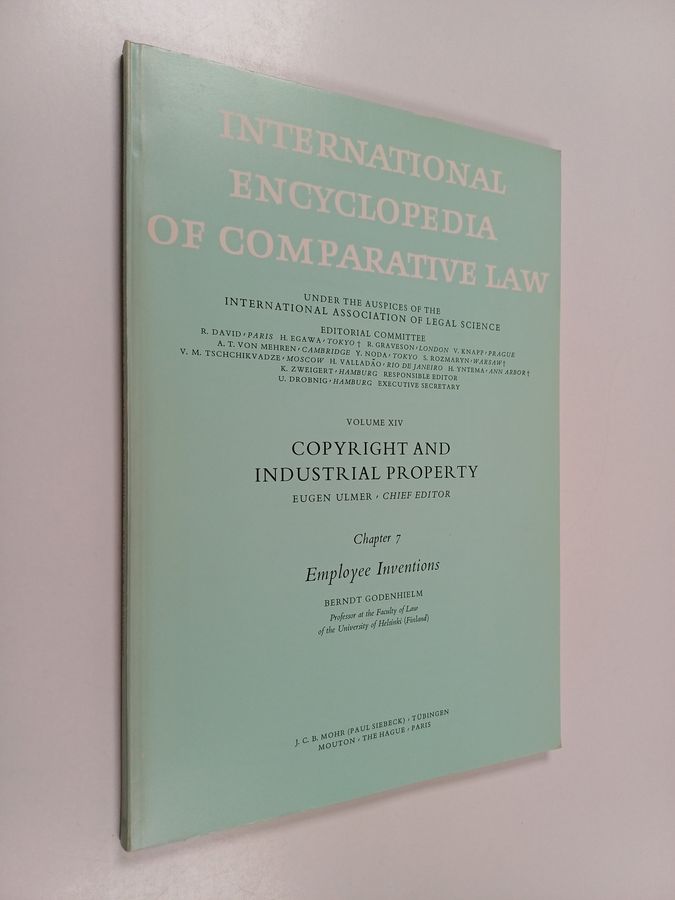 INTERNATIONAL
ENCYCLOPEDIA
OF COMPARATIVE LAW
UNDER THE AUSPICES OF THE
INTERNATIONAL ASSOCIATION OF LEGAL SCIENCE
EDITORIAL COMMITTEE
R. DAVID, PARIS H. EGAWA, TOKYO † R. GRAVESON, LONDON V. KNAPP, PRAGUE
A. T. VON MEHREN, CAMBRIDGE Y. NODA, TOKYO S. ROZMARYN, WARSAW †
V. M. TSCHCHIKVADZE, MOSCOW H. VALLADÃO, RIO DE JANEIRO H. YNTEMA, ANN ARBOR †
K. ZWEIGERT, HAMBURG RESPONSIBLE EDITOR
U. DROBNIG, HAMBURG EXECUTIVE SECRETARY
VOLUME XIV
COPYRIGHT AND
INDUSTRIAL PROPERTY
EUGEN ULMER, CHIEF EDITOR
Chapter 7
Employee Inventions
BERNDT GODENHIELM
Professor at the Faculty of Law
of the University of Helsinki (Finland)
J. C. B. MOHR (PAUL SIEBECK), TÜBINGEN
MOUTON, THE HAGUE, PARIS